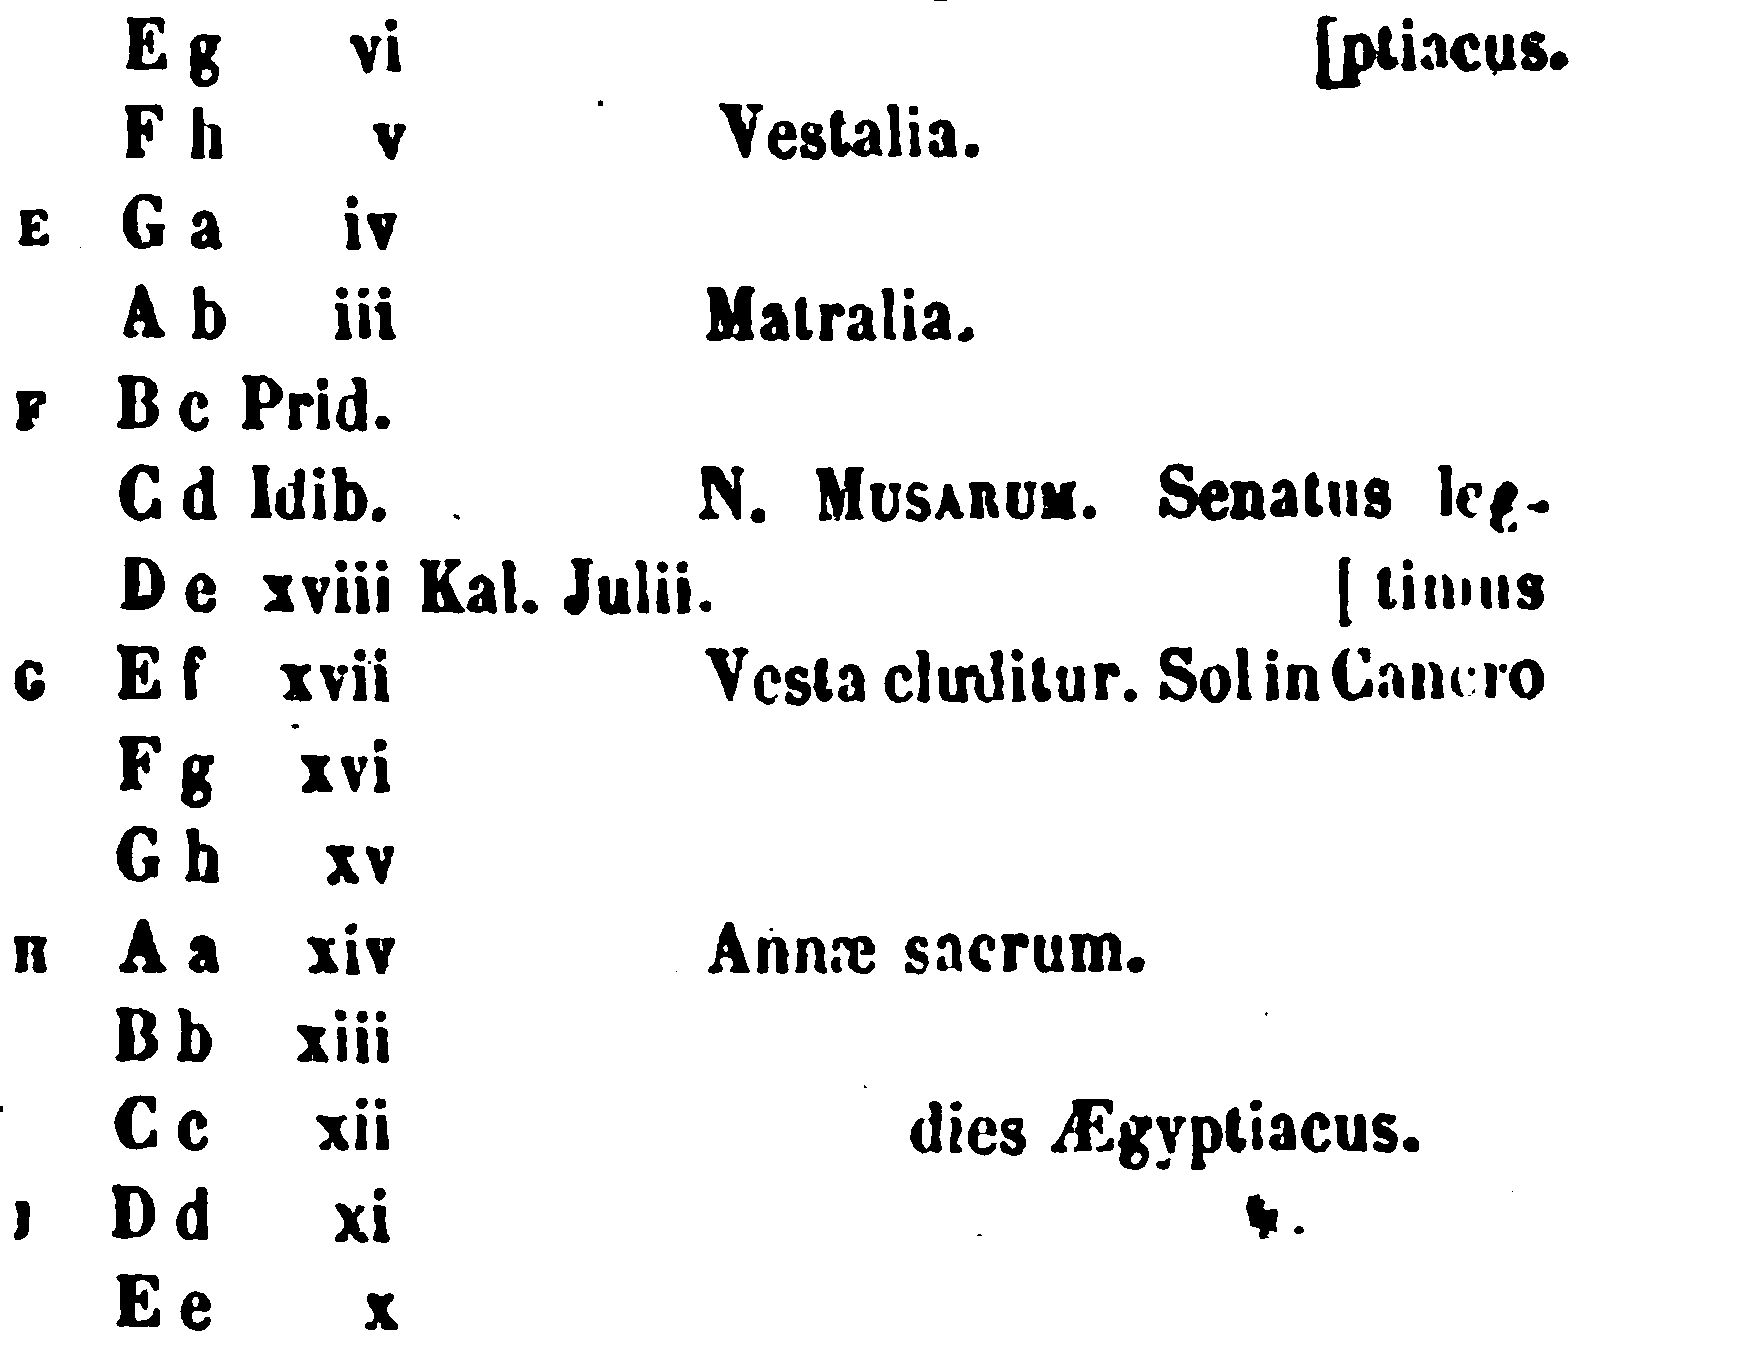 E g vi [ptiacus.
F h v Vestalia.
E G a iv
A b iii Matralia.
F B c Prid.
C d Idib. N. MUSARUM. Senatus leg-
D e xviii Kal. Julii. [timus
G E f xvii Vesta cluditur. Sol in Cancro
F g xvi
G h xv
H A a xiv Annæ sacrum.
B b xiii
C c xii dies Ægyptiacus.
J D d xi
E e x